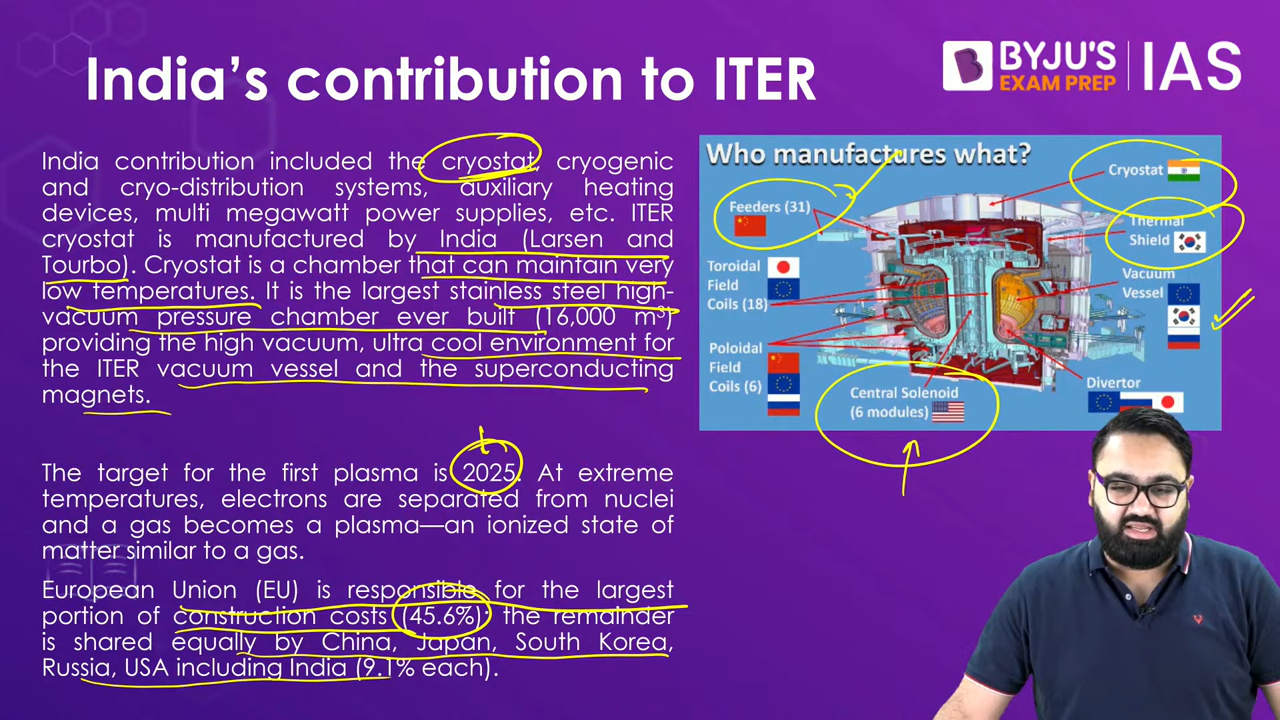 India's contribution to ITER
BYJU'S
EXAM PREP
IAS
India contribution included the cryostat, cryogenic
and cryo-distribution systems, auxiliary heating
devices, multi megawatt power supplies, etc. ITER
cryostat is manufactured by India (Larsen and
Tourbo). Cryostat is a chamber that can maintain very
low temperatures. It is the largest stainless steel high-
vacuum pressure chamber ever built (16,000 m³)
providing the high vacuum, ultra cool environment for
the ITER vacuum vessel and the superconducting
magnets.
The target for the first plasma is 2025. At extreme
temperatures, electrons are separated from nuclei
and a gas becomes a plasma—an ionized state of
matter similar to a gas.
European Union (EU) is responsible for the largest
portion of construction costs (45.6%); the remainder
is shared equally by China, Japan, South Korea,
Russia, USA including India (9.1% each).
Who manufactures what?
Cryostat
Feeders (31)
Thermal
Shield
Toroidal
Field
Coils (18)
Vacuum
Vessel
Poloidal
Field
Coils (6)
Central Solenoid
(6 modules)
Divertor